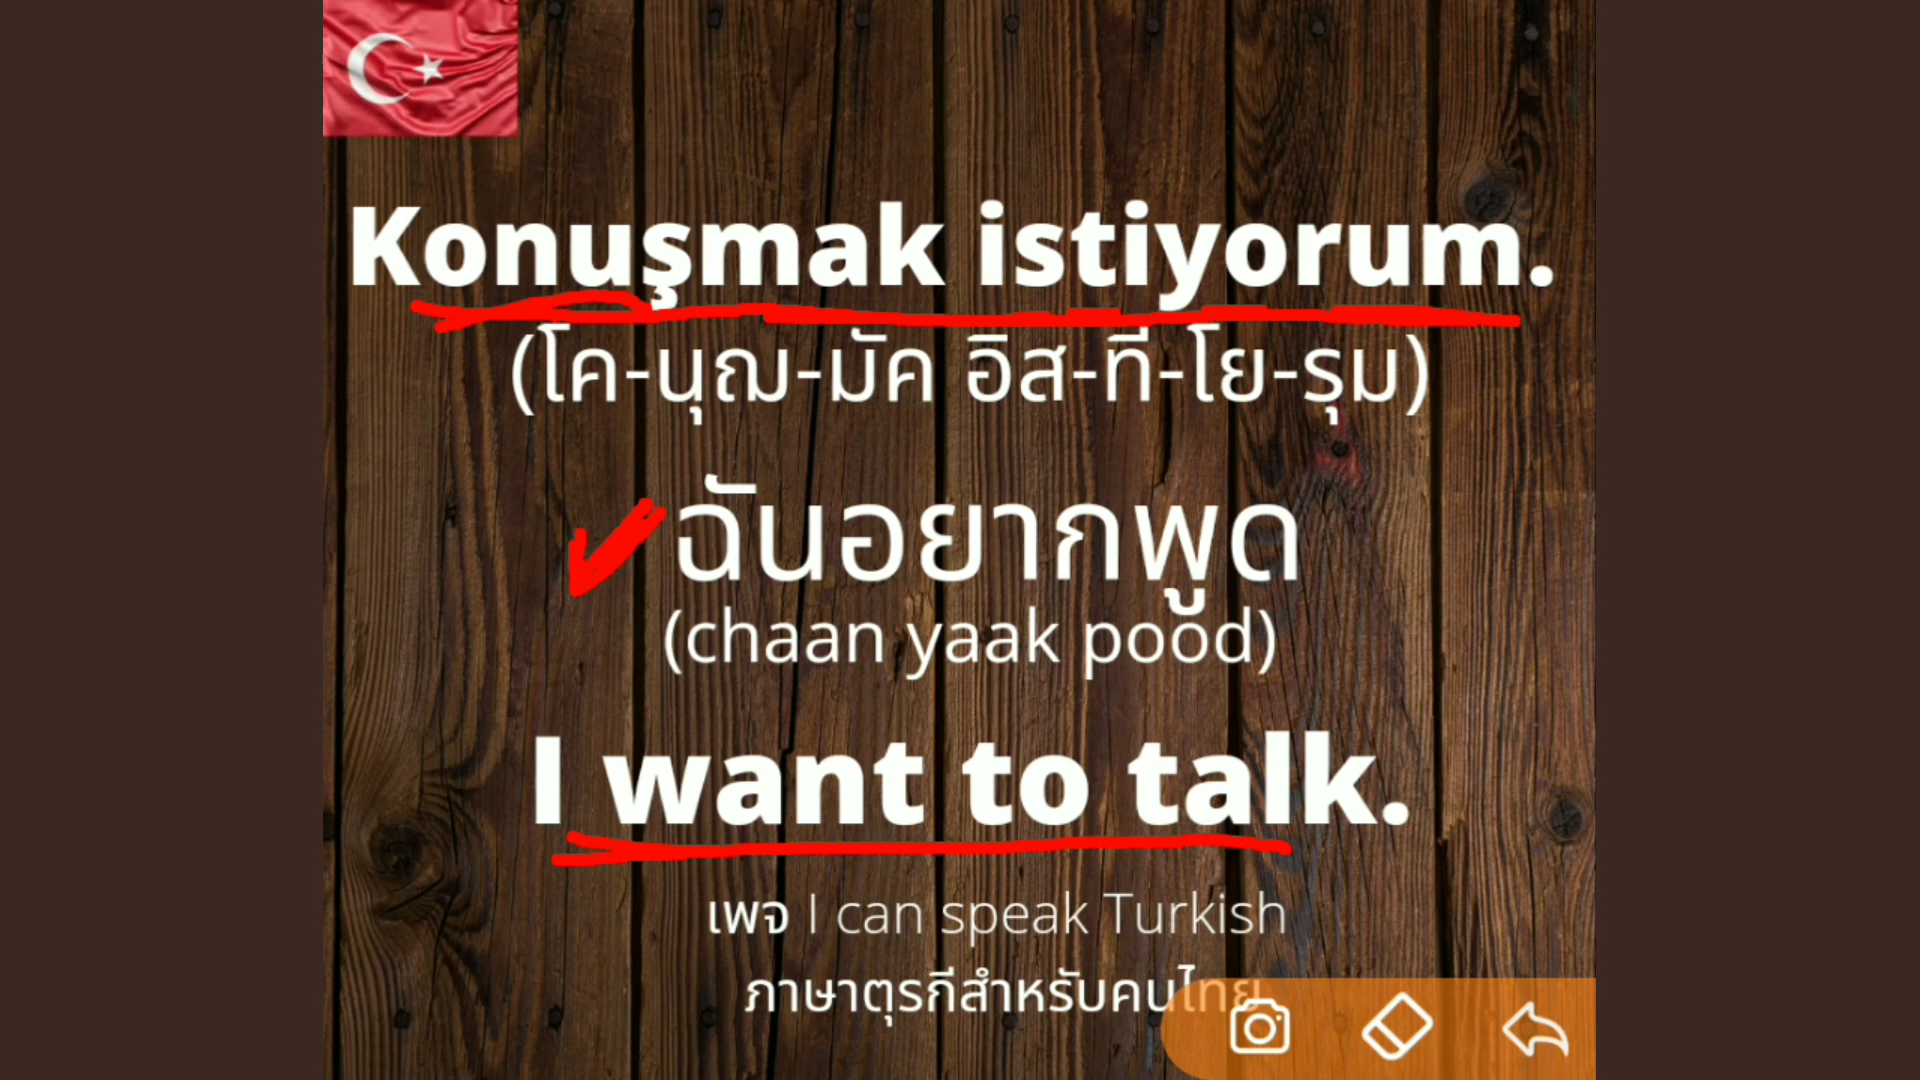 Konuşmak istiyorum.
(โค-นุฌ-มัค อิส-ที-โย-รุม)
ฉันอยากพูด
(chaan yaak pood)
I want to talk.
เพจ I can speak Turkish
ภาษาตุรกีสำหรับคนไทย